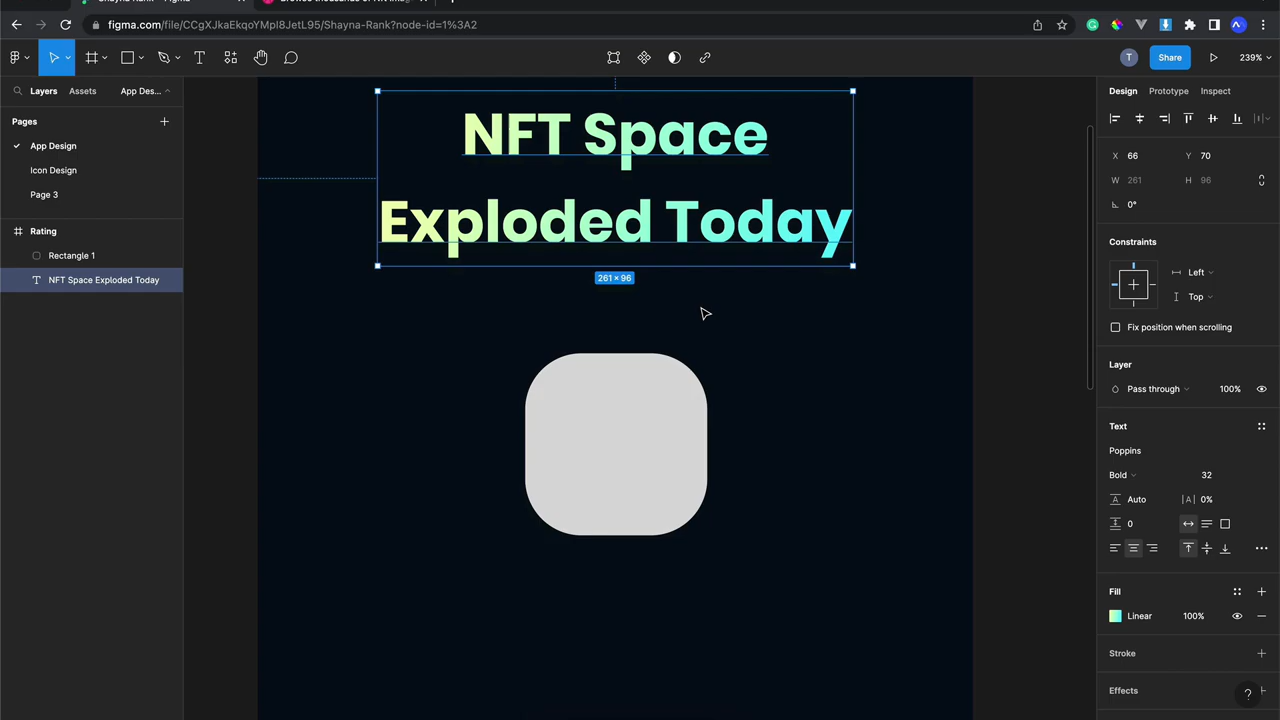 figma.com/file/CCgXJkaEkqoYMpI8JetL95/Shayna-Rank?node-id=1%3A2
Share
239%
Layers
Assets
App Des...
Pages
App Design
Icon Design
Page 3
Rating
Rectangle 1
NFT Space Exploded Today
NFT Space
Exploded Today
261 × 96
Design
Prototype
Inspect
X 66
Y 70
W 261
H 96
0°
Constraints
Left
Top
Fix position when scrolling
Layer
Pass through
100%
Text
Poppins
Bold
32
Auto
0%
0
Fill
Linear
100%
Stroke
Effects
?
T